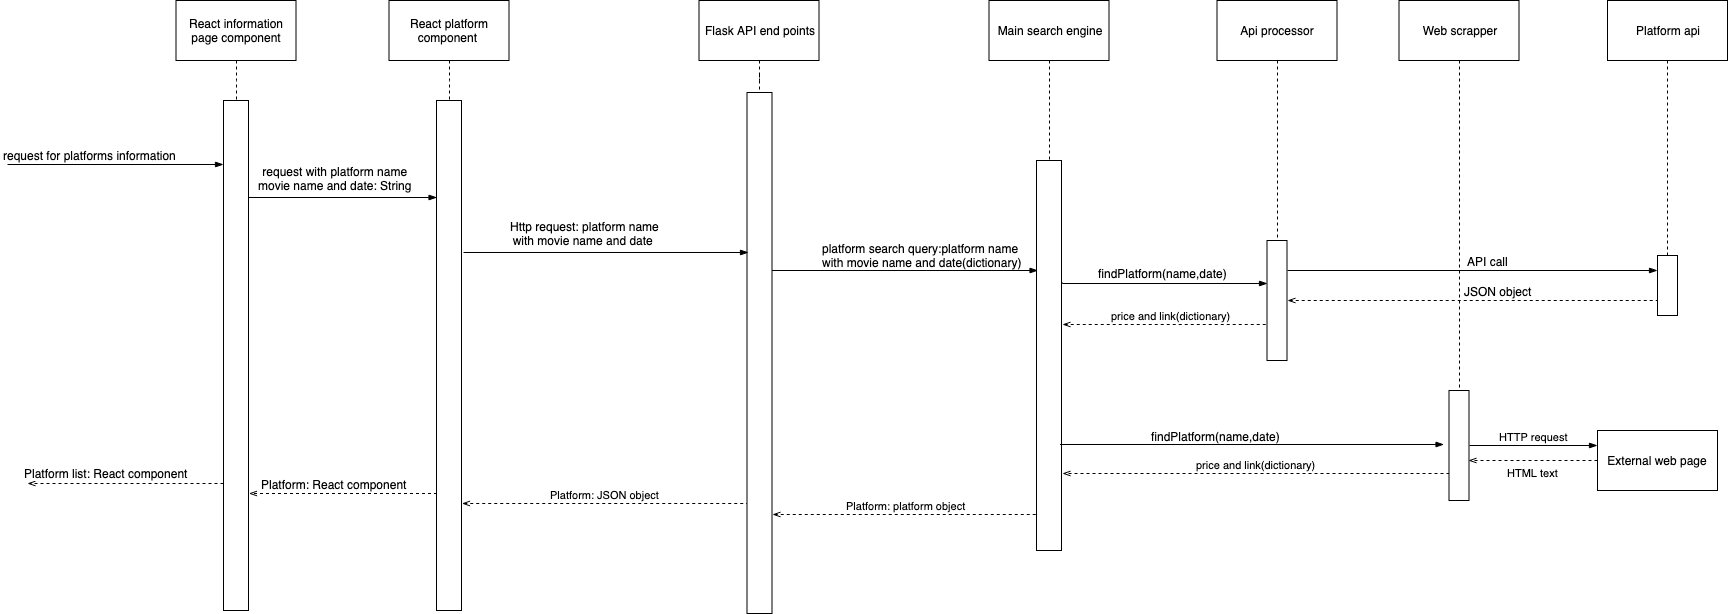 React information
page component
React platform
component
Flask API end points
Main search engine
Api processor
Web scrapper
Platform api
request for platforms information
request with platform name
movie name and date: String
Http request: platform name
with movie name and date
platform search query:platform name
with movie name and date(dictionary)
findPlatform(name,date)
API call
JSON object
price and link(dictionary)
findPlatform(name,date)
HTTP request
External web page
price and link(dictionary)
HTML text
Platform list: React component
Platform: React component
Platform: JSON object
Platform: platform object